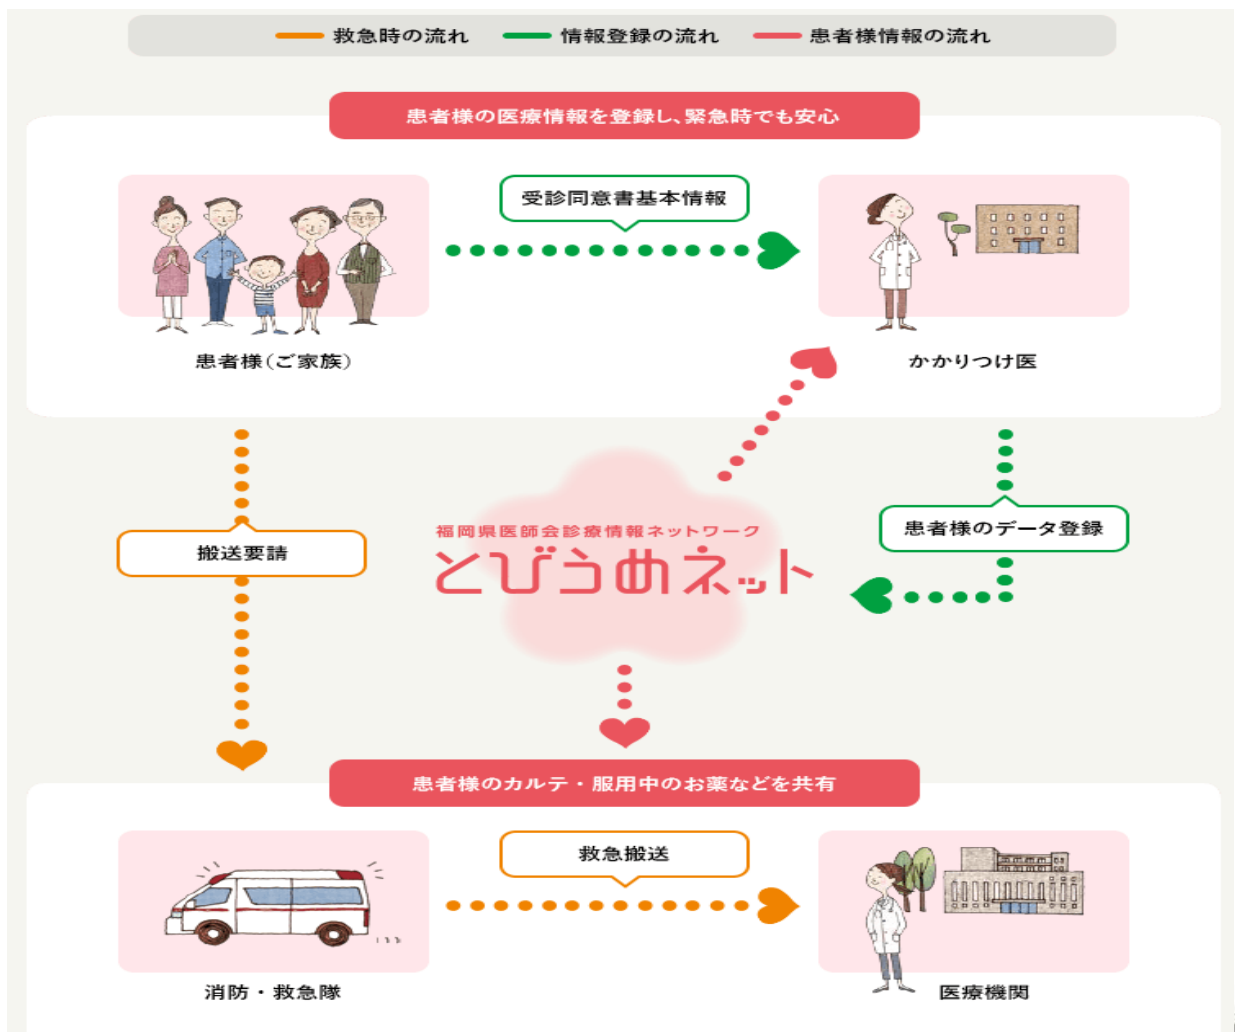 救急時の流れ 情報登録の流れ 患者様情報の流れ
患者様の医療情報を登録し、緊急時でも安心
受診同意書基本情報
患者様(ご家族)
かかりつけ医
搬送要請
福岡県医師会診療情報ネットワーク
とびうめネット
患者様のデータ登録
患者様のカルテ・服用中のお薬などを共有
救急搬送
消防・救急隊
医療機関